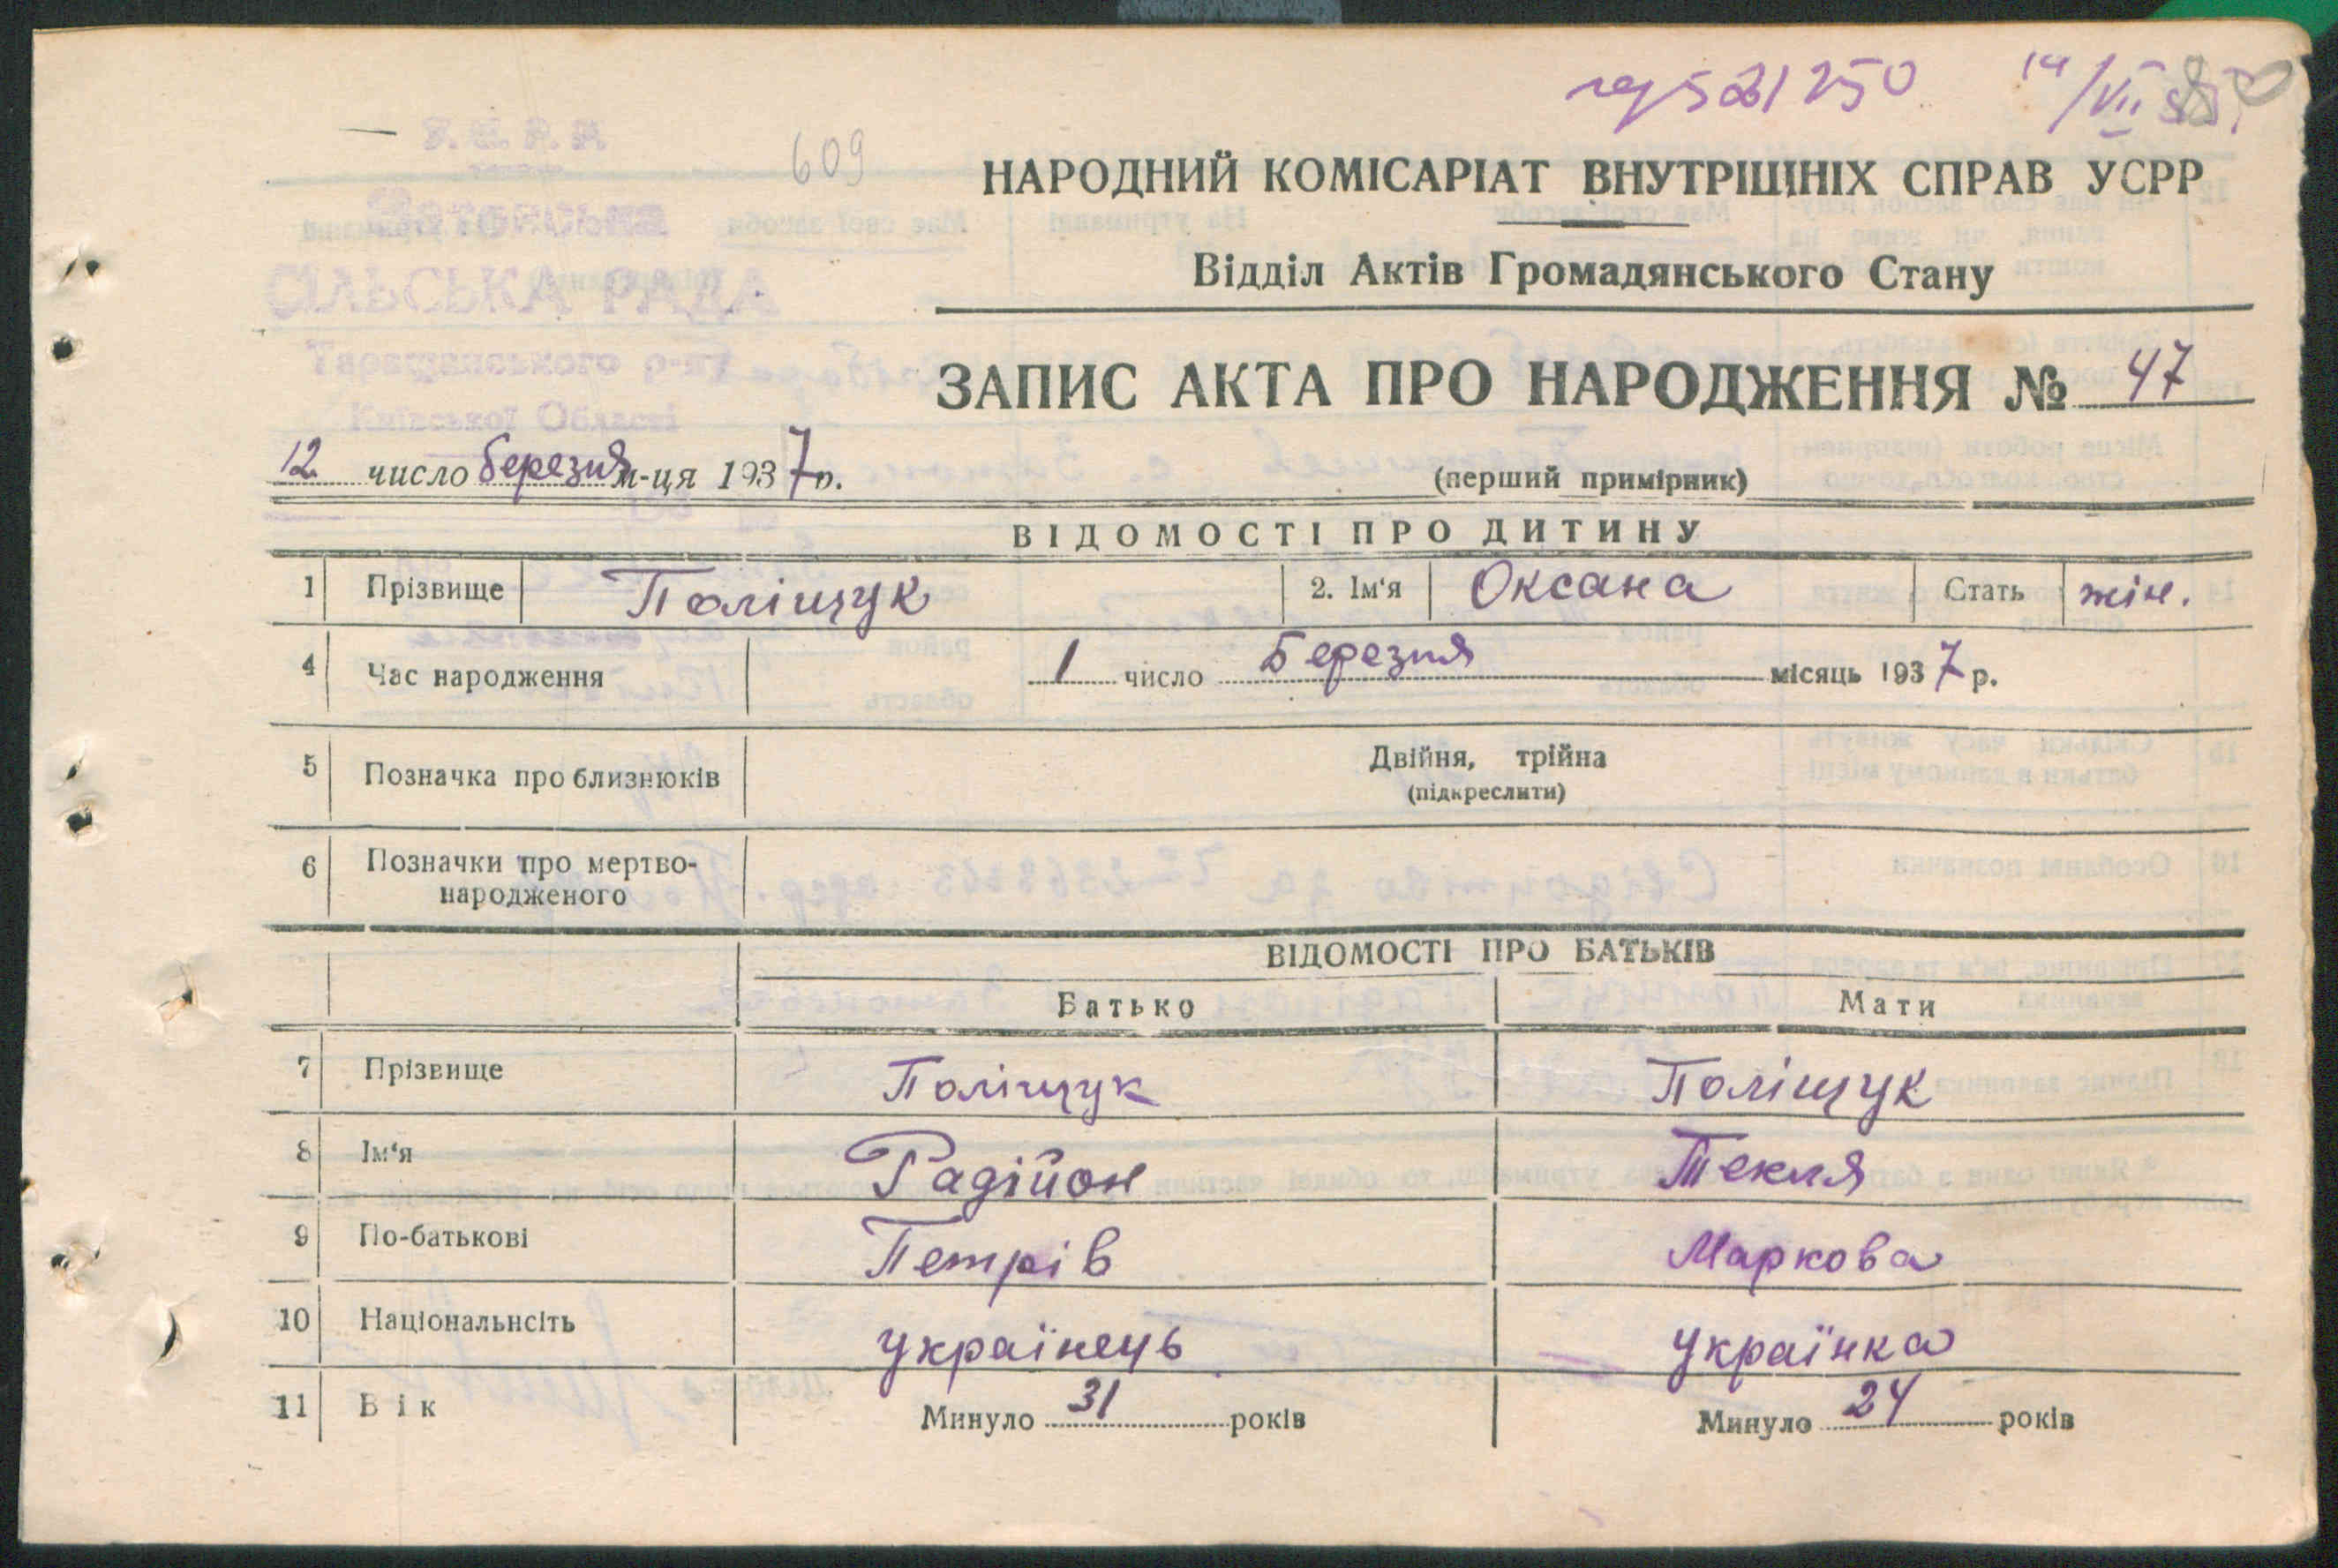 521250 14/VII
609
НАРОДНИЙ КОМІСАРІАТ ВНУТРІШНІХ СПРАВ УСРР
Відділ Актів Громадянського Стану
ЗАПИС АКТА ПРО НАРОДЖЕННЯ № 47
12 число березня м-ця 1937 р.
(перший примірник)
ВІДОМОСТІ ПРО ДИТИНУ
1 Прізвище Поліщук 2. Ім'я Оксана Стать жін.
4 Час народження 1 число Березня місяць 1937 р.
5 Позначка про близнюків Двійня, трійна
(підкреслити)
6 Позначки про мертво-
народженого
ВІДОМОСТІ ПРО БАТЬКІВ
Батько Мати
7 Прізвище Поліщук Поліщук
8 Ім'я Радійон Текля
9 По-батькові Петрів Маркова
10 Національнсіть українець українка
11 Вік Минуло 31 років Минуло 24 років